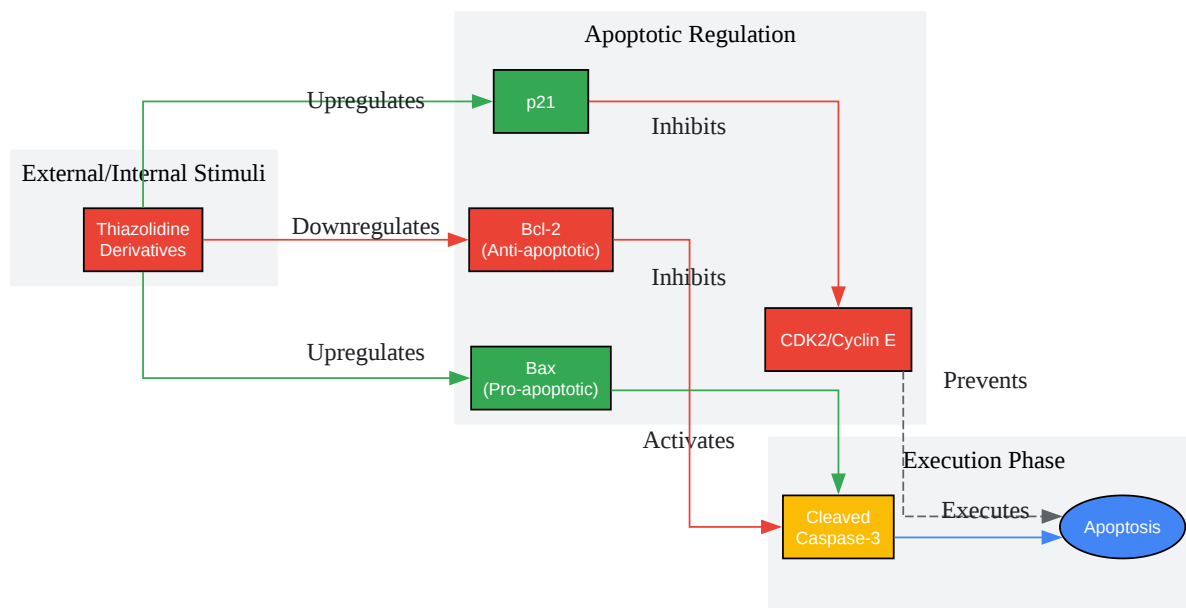 Apoptotic Regulation
Upregulates
p21
Inhibits
External/Internal Stimuli
Thiazolidine
Derivatives
Downregulates
Bcl-2
(Anti-apoptotic)
Inhibits
CDK2/Cyclin E
Upregulates
Bax
(Pro-apoptotic)
Prevents
Activates
Execution Phase
Cleaved
Caspase-3
Executes
Apoptosis